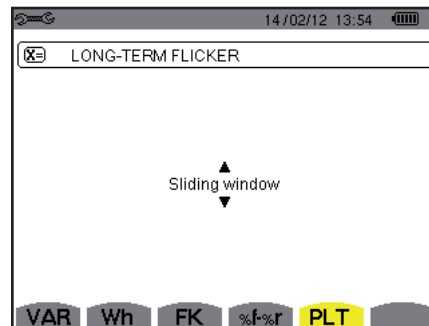 14/02/12 13:54
X= LONG-TERM FLICKER
Sliding window
VAR Wh FK %f-%r PLT